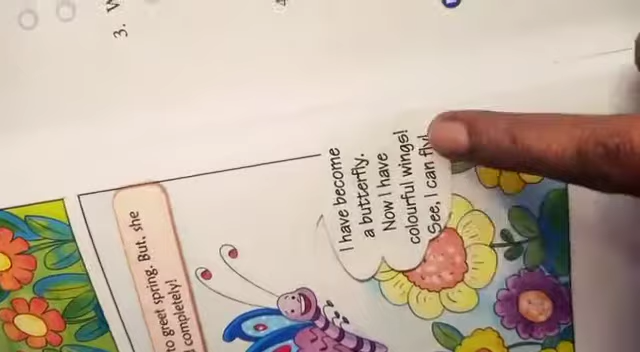 3.
to greet spring. But, she
completely!
I have become
a butterfly.
Now I have
colourful wings!
See, I can fly!